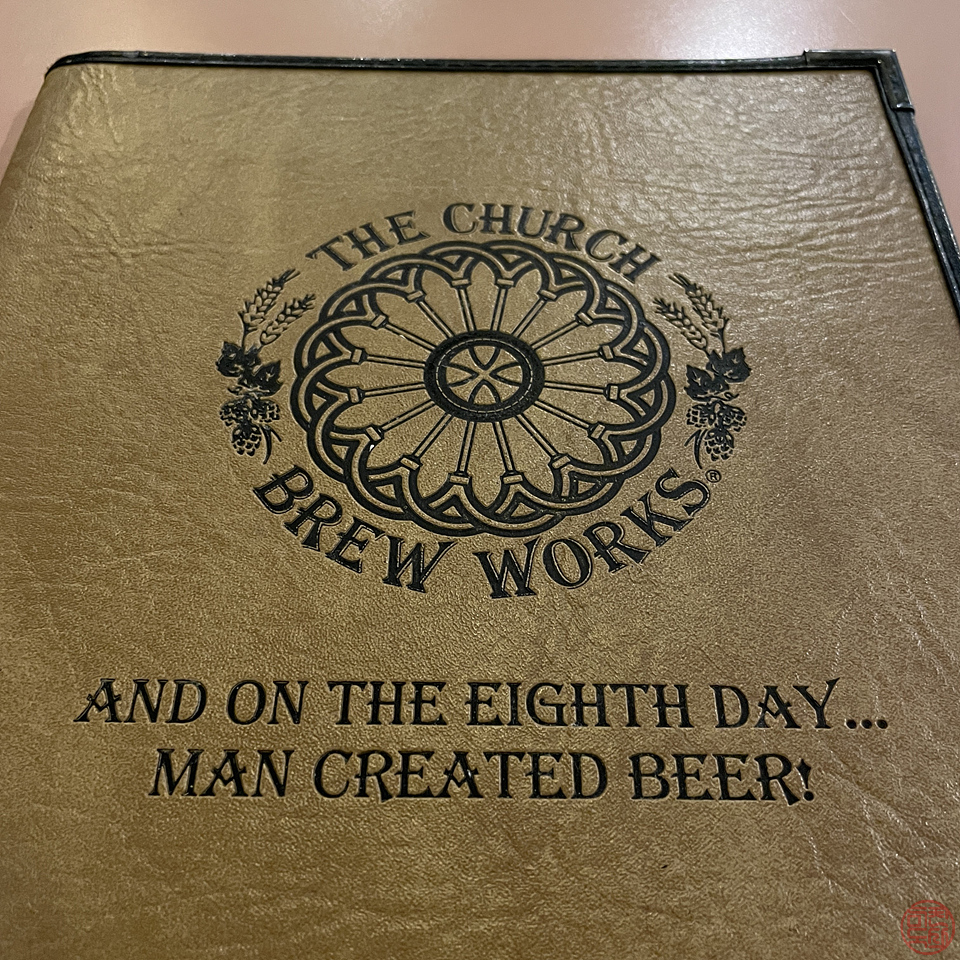 THE CHURCH
BREW WORKS®
AND ON THE EIGHTH DAY...
MAN CREATED BEER!